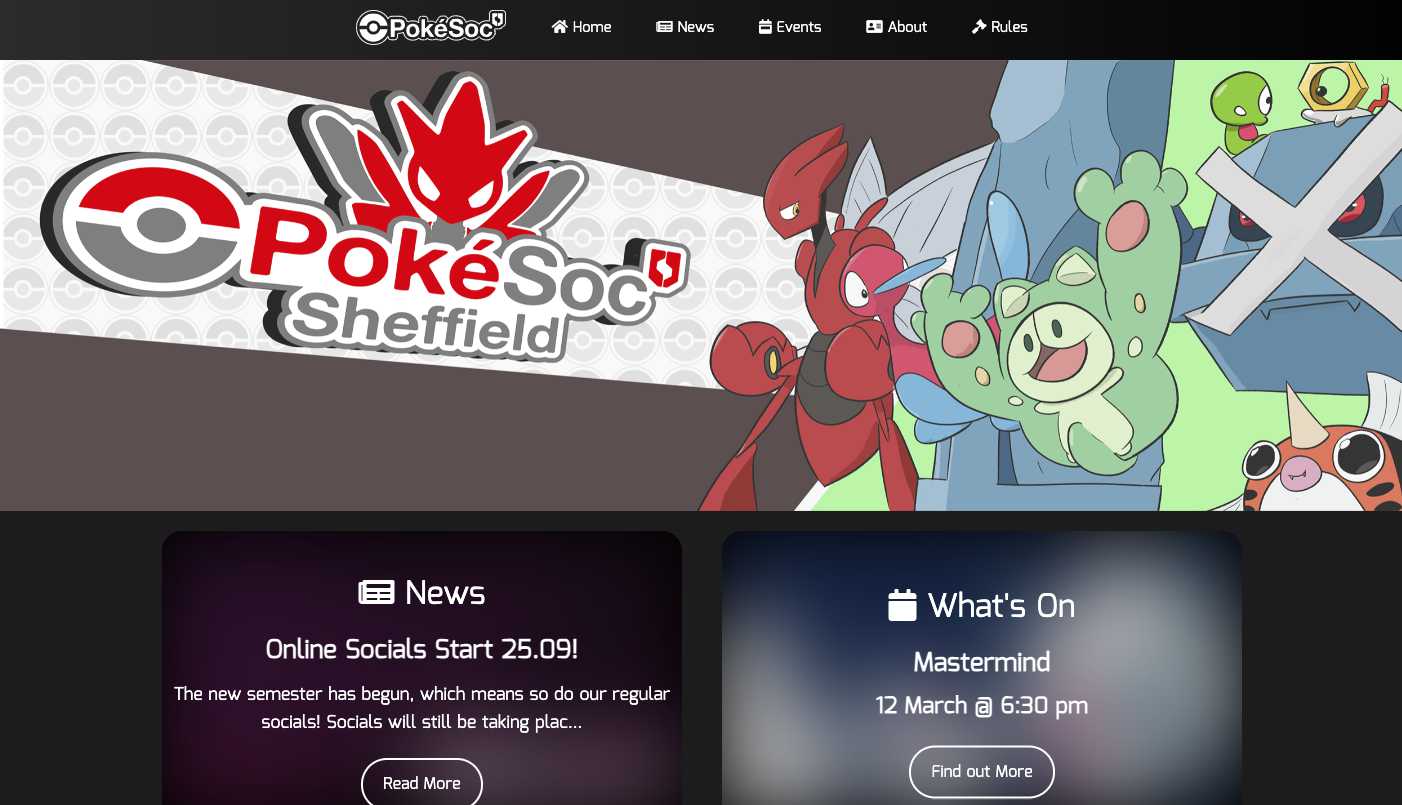 PokéSoc
Home
News
Events
About
Rules
PokéSoc
Sheffield
News
Online Socials Start 25.09!
The new semester has begun, which means so do our regular
socials! Socials will still be taking plac...
Read More
What's On
Mastermind
12 March @ 6:30 pm
Find out More